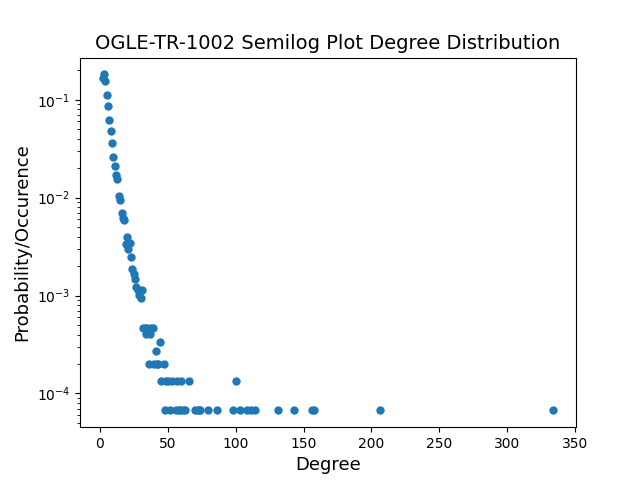 OGLE-TR-1002 Semilog Plot Degree Distribution
Probability/Occurence
10⁻¹
10⁻²
10⁻³
10⁻⁴
0 50 100 150 200 250 300 350
Degree